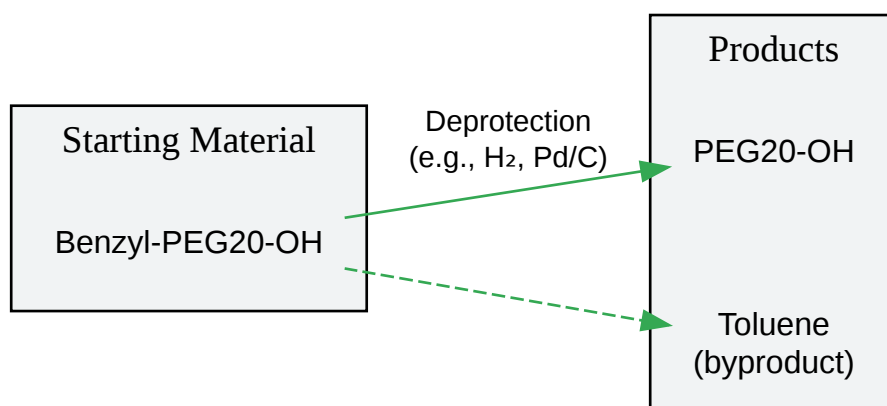 Starting Material
Benzyl-PEG20-OH
Deprotection
(e.g., H₂, Pd/C)
Products
PEG20-OH
Toluene
(byproduct)